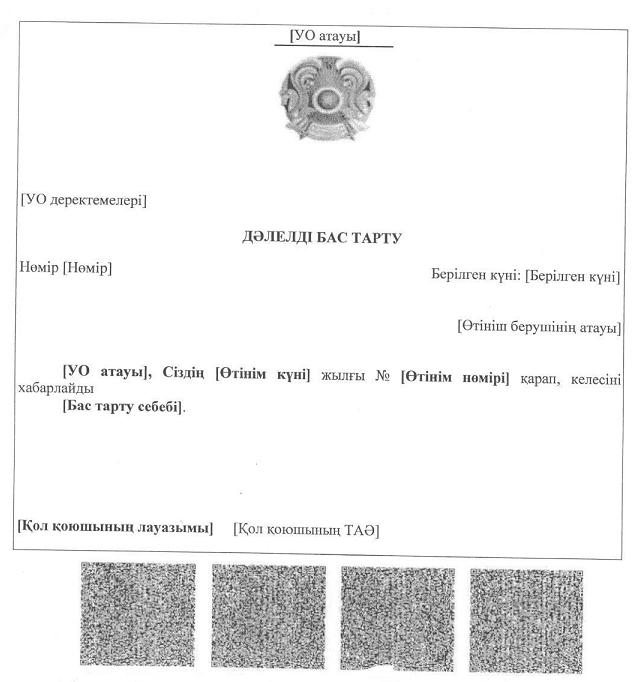 [УО атауы]
[УО деректемелері]
ДӘЛЕЛДІ БАС ТАРТУ
Нөмір [Нөмір]
Берілген күні: [Берілген күні]
[Өтініш берушінің атауы]
[УО атауы], Сіздің [Өтінім күні] жылғы № [Өтінім нөмірі] қарап, келесіні
хабарлайды
[Бас тарту себебі].
[Қол қоюшының лауазымы] [Қол қоюшының ТАӘ]